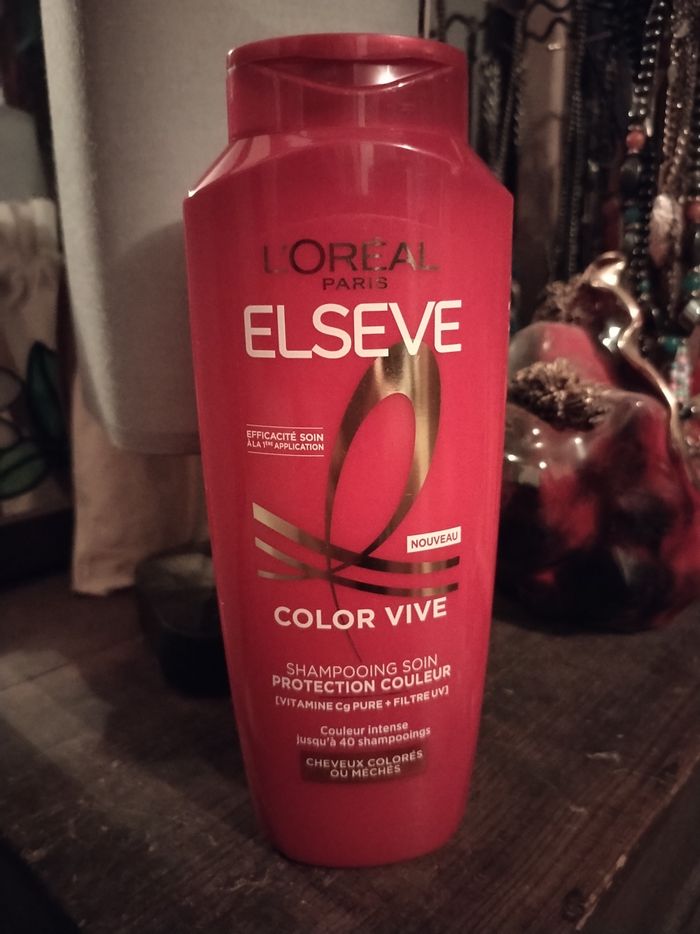 L'ORÉAL
PARIS
ELSEVE
EFFICACITÉ SOIN
À LA 1ÈRE APPLICATION
NOUVEAU
COLOR VIVE
SHAMPOOING SOIN
PROTECTION COULEUR
[VITAMINE Cg PURE + FILTRE UV]
Couleur intense
jusqu'à 40 shampooings
CHEVEUX COLORÉS
OU MÉCHÉS